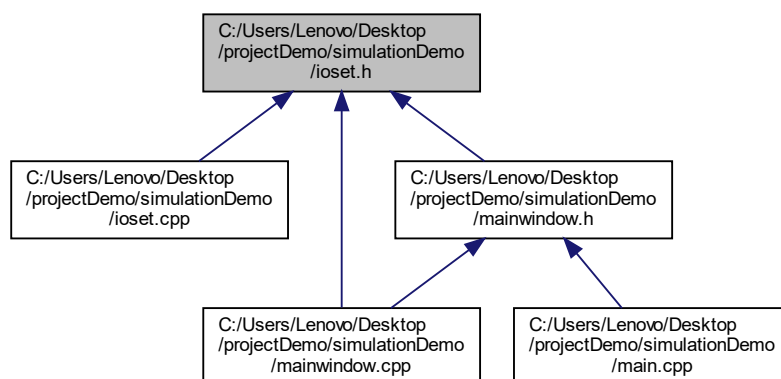 C:/Users/Lenovo/Desktop
/projectDemo/simulationDemo
/ioset.h
C:/Users/Lenovo/Desktop
/projectDemo/simulationDemo
/ioset.cpp
C:/Users/Lenovo/Desktop
/projectDemo/simulationDemo
/mainwindow.h
C:/Users/Lenovo/Desktop
/projectDemo/simulationDemo
/mainwindow.cpp
C:/Users/Lenovo/Desktop
/projectDemo/simulationDemo
/main.cpp